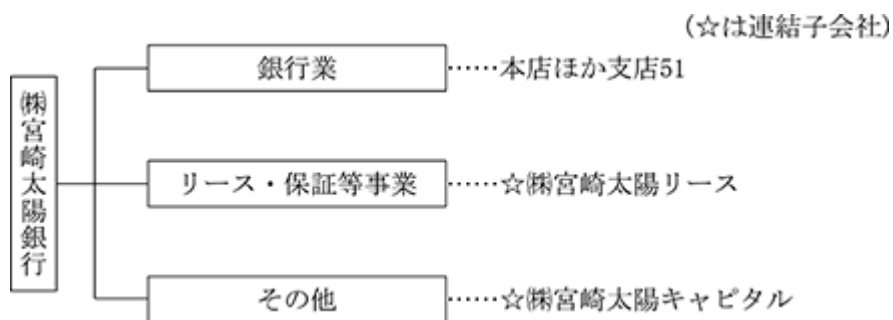 (☆は連結子会社)
銀行業……本店ほか支店51
㈱宮崎太陽銀行
リース・保証等事業……☆㈱宮崎太陽リース
その他……☆㈱宮崎太陽キャピタル